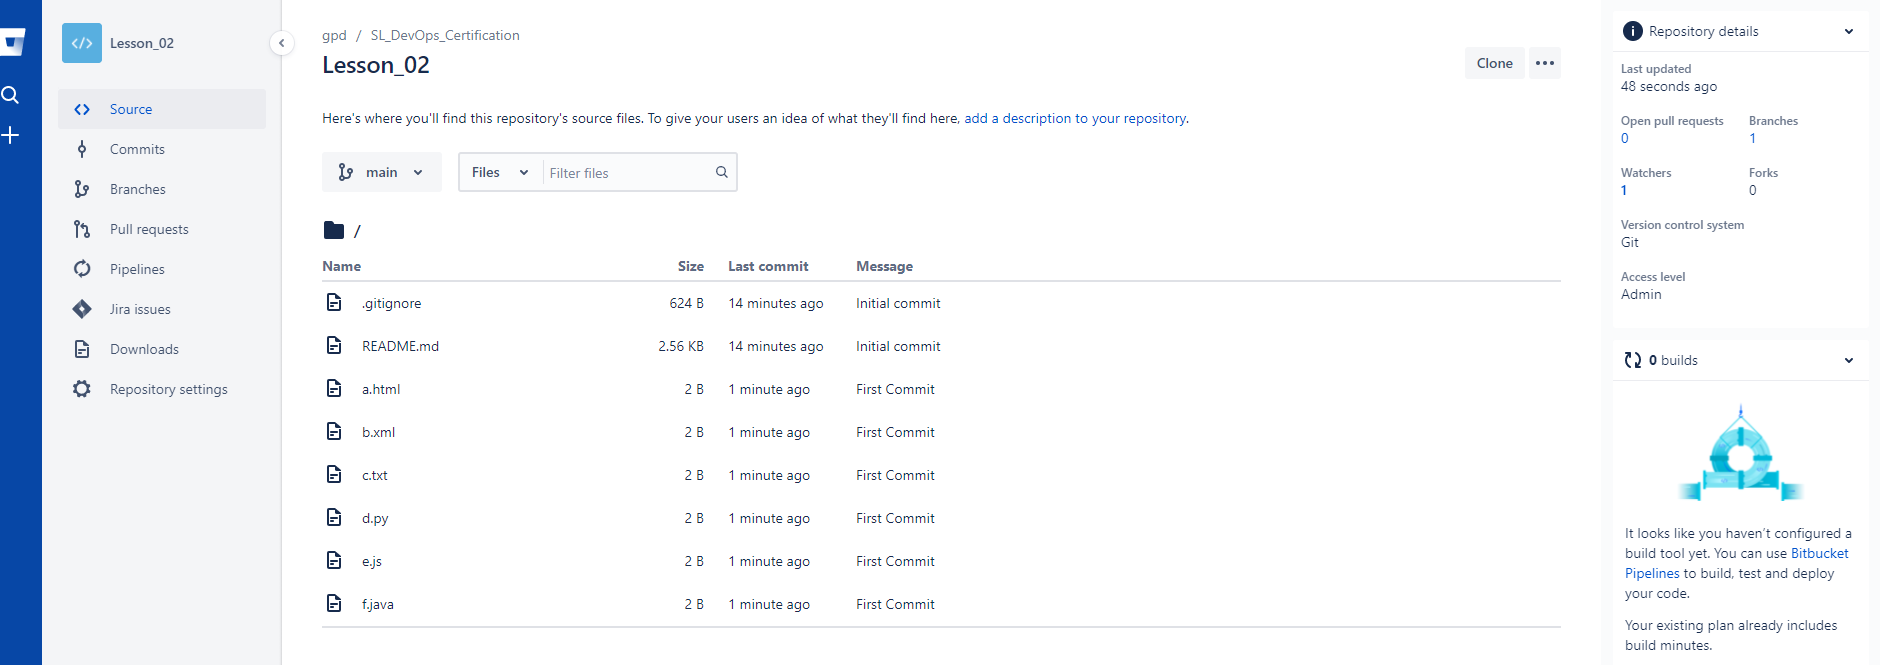 Lesson_02
Source
Commits
Branches
Pull requests
Pipelines
Jira issues
Downloads
Repository settings
gpd / SL_DevOps_Certification
Lesson_02
Clone
Here's where you'll find this repository's source files. To give your users an idea of what they'll find here, add a description to your repository.
main Files Filter files
/
Name Size Last commit Message
.gitignore 624 B 14 minutes ago Initial commit
README.md 2.56 KB 14 minutes ago Initial commit
a.html 2 B 1 minute ago First Commit
b.xml 2 B 1 minute ago First Commit
c.txt 2 B 1 minute ago First Commit
d.py 2 B 1 minute ago First Commit
e.js 2 B 1 minute ago First Commit
f.java 2 B 1 minute ago First Commit
Repository details
Last updated
48 seconds ago
Open pull requests Branches
0 1
Watchers Forks
1 0
Version control system
Git
Access level
Admin
0 builds
It looks like you haven't configured a
build tool yet. You can use Bitbucket
Pipelines to build, test and deploy
your code.
Your existing plan already includes
build minutes.